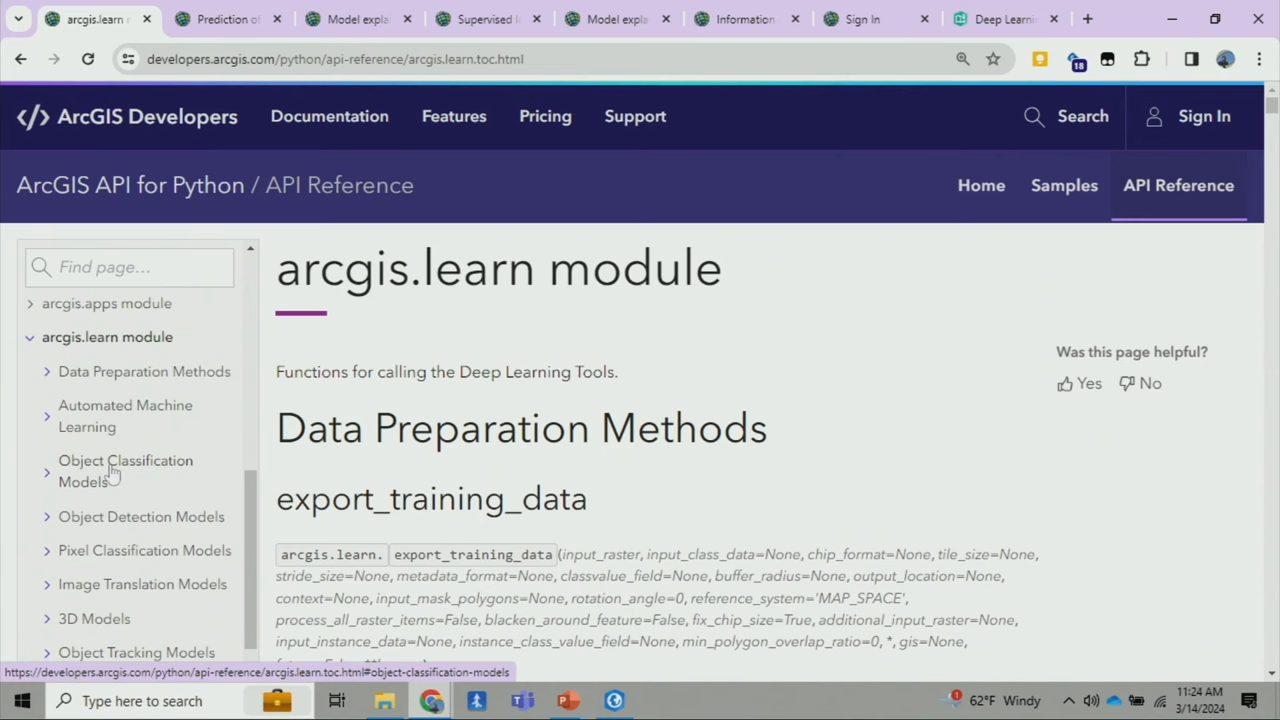 arcgis.learn m
Prediction of
Model expla
Supervised l
Model expla
Information
Sign In
Deep Learni
developers.arcgis.com/python/api-reference/arcgis.learn.toc.html
18
</> ArcGIS Developers
Documentation
Features
Pricing
Support
Search
Sign In
ArcGIS API for Python / API Reference
Home
Samples
API Reference
Find page…
arcgis.apps module
arcgis.learn module
Data Preparation Methods
Automated Machine
Learning
Object Classification
Models
Object Detection Models
Pixel Classification Models
Image Translation Models
3D Models
Object Tracking Models
arcgis.learn module
Functions for calling the Deep Learning Tools.
Data Preparation Methods
export_training_data
arcgis.learn. export_training_data(input_raster, input_class_data=None, chip_format=None, tile_size=None,
stride_size=None, metadata_format=None, classvalue_field=None, buffer_radius=None, output_location=None,
context=None, input_mask_polygons=None, rotation_angle=0, reference_system='MAP_SPACE',
process_all_raster_items=False, blacken_around_feature=False, fix_chip_size=True, additional_input_raster=None,
input_instance_data=None, instance_class_value_field=None, min_polygon_overlap_ratio=0, *, gis=None,
Was this page helpful?
Yes
No
https://developers.arcgis.com/python/api-reference/arcgis.learn.toc.html#object-classification-models
Type here to search
1
62°F Windy
11:24 AM
3/14/2024